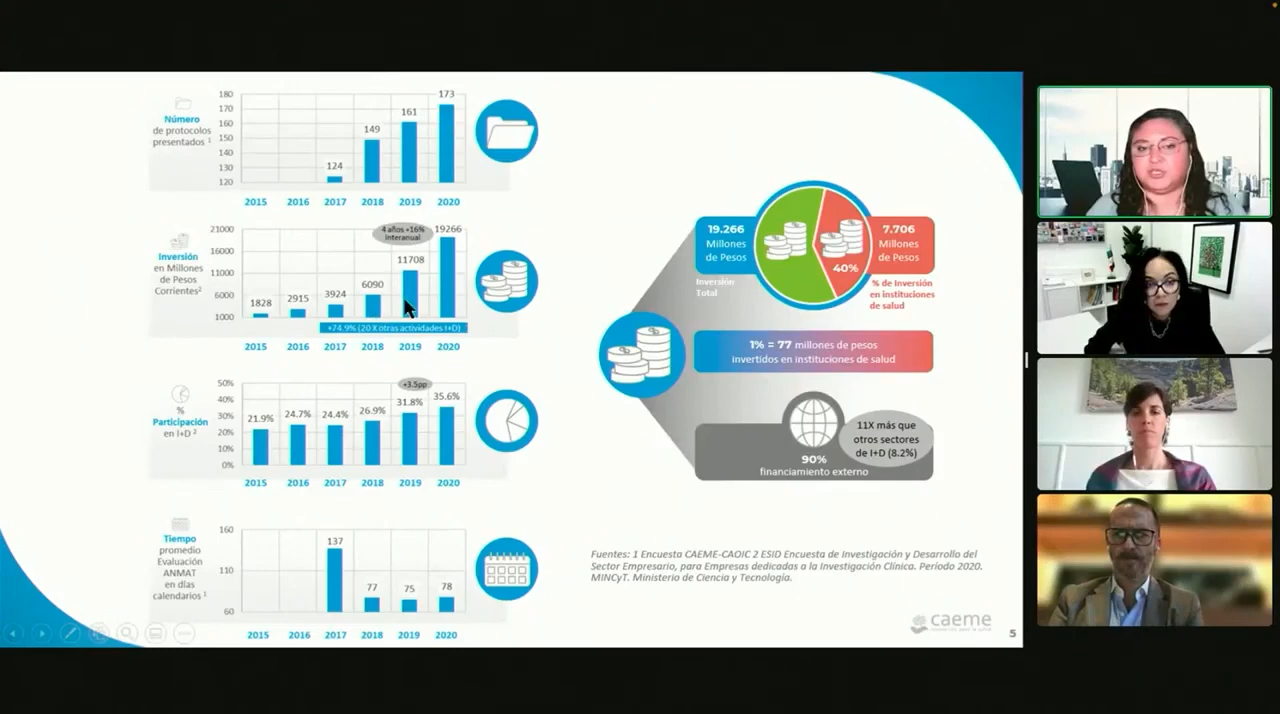 Número
de protocolos
presentados 1
180
170
160
150
140
130
120
124
149
161
173
2015 2016 2017 2018 2019 2020
Inversión
en Millones
de Pesos
Corrientes2
21000
16000
11000
6000
1000
4 años +16%
Interanual
1828
2915
3924
6090
11708
19266
+74.9% (20 X otras actividades I+D)
2015 2016 2017 2018 2019 2020
%
Participación
en I+D 2
50%
40%
30%
20%
10%
0%
+3.5pp
21.9%
24.7%
24.4%
26.9%
31.8%
35.6%
2015 2016 2017 2018 2019 2020
Tiempo
promedio
Evaluación
ANMAT
en días
calendarios 1
160
110
60
137
77
75
78
2015 2016 2017 2018 2019 2020
19.266
Millones
de Pesos
Inversión
Total
40%
7.706
Millones
de Pesos
% de Inversión
en instituciones
de salud
1% = 77 millones de pesos
invertidos en instituciones de salud
90%
financiamiento externo
11X más que
otros sectores
de I+D (8.2%)
Fuentes: 1 Encuesta CAEME-CAOIC 2 ESID Encuesta de Investigación y Desarrollo del
Sector Empresario, para Empresas dedicadas a la Investigación Clínica. Período 2020.
MINCyT. Ministerio de Ciencia y Tecnología.
caeme
5